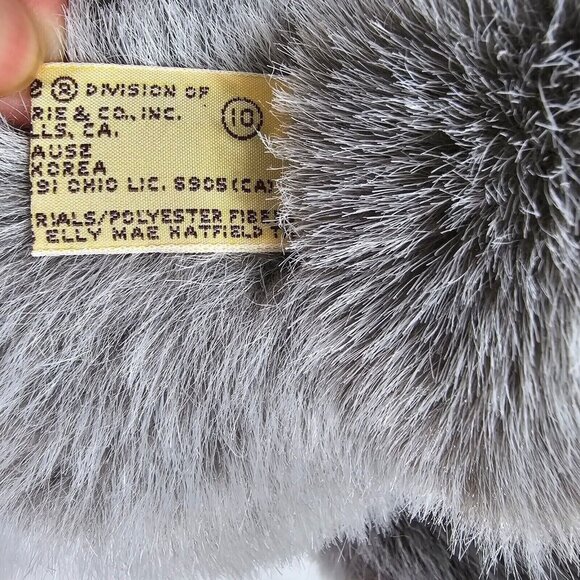 ® DIVISION OF
RIE & CO., INC.
LLS, CA.
AUSE
KOREA
91 OHIO LIC. S905(CA)
RIALS/POLYESTER FIBE
ELLY MAE HATFIELD T
10